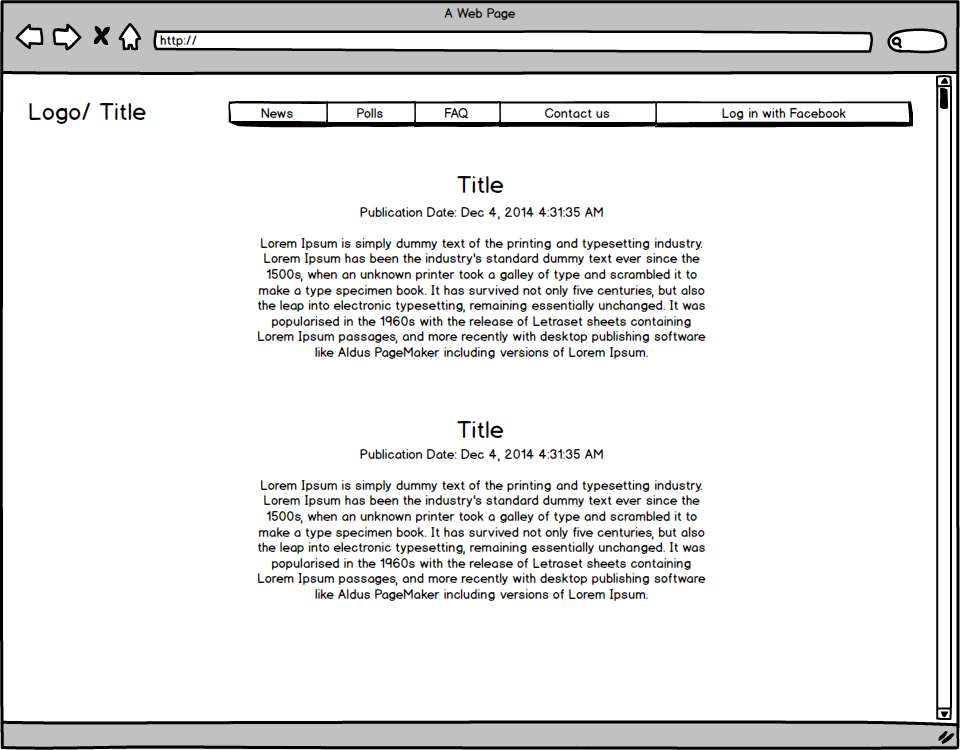 A Web Page
http://
Logo/ Title
News Polls FAQ Contact us Log in with Facebook
Title
Publication Date: Dec 4, 2014 4:31:35 AM
Lorem Ipsum is simply dummy text of the printing and typesetting industry.
Lorem Ipsum has been the industry's standard dummy text ever since the
1500s, when an unknown printer took a galley of type and scrambled it to
make a type specimen book. It has survived not only five centuries, but also
the leap into electronic typesetting, remaining essentially unchanged. It was
popularised in the 1960s with the release of Letraset sheets containing
Lorem Ipsum passages, and more recently with desktop publishing software
like Aldus PageMaker including versions of Lorem Ipsum.
Title
Publication Date: Dec 4, 2014 4:31:35 AM
Lorem Ipsum is simply dummy text of the printing and typesetting industry.
Lorem Ipsum has been the industry's standard dummy text ever since the
1500s, when an unknown printer took a galley of type and scrambled it to
make a type specimen book. It has survived not only five centuries, but also
the leap into electronic typesetting, remaining essentially unchanged. It was
popularised in the 1960s with the release of Letraset sheets containing
Lorem Ipsum passages, and more recently with desktop publishing software
like Aldus PageMaker including versions of Lorem Ipsum.